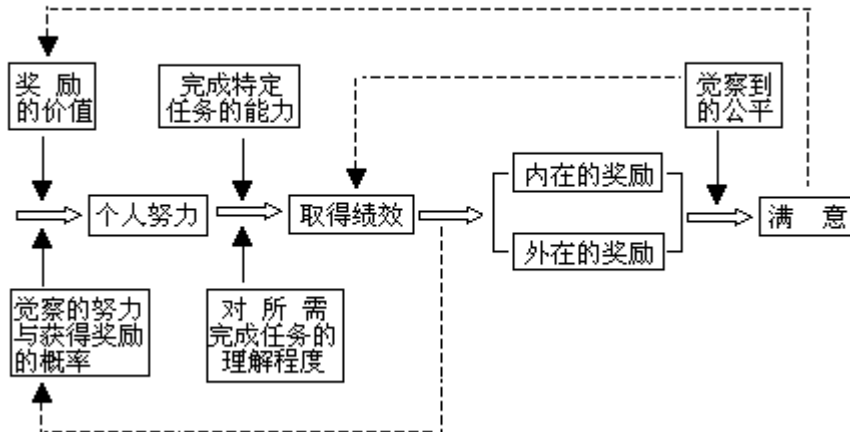 奖 励
的价值
完成特定
任务的能力
觉察到
的公平
内在的奖励
个人努力
取得绩效
满 意
外在的奖励
觉察的努力
与获得奖励
的概率
对 所 需
完成任务的
理解程度